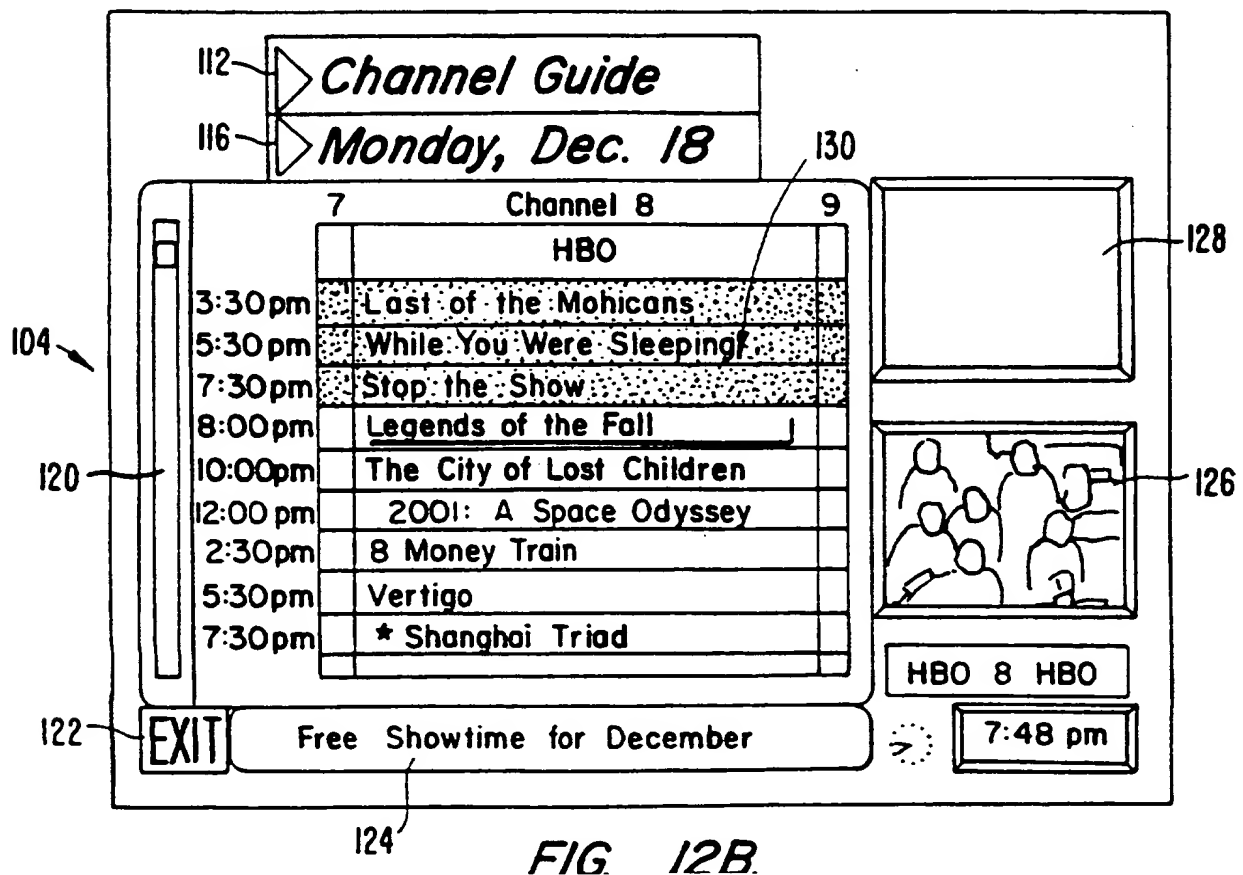 112 Channel Guide
116 Monday, Dec. 18
130
7 Channel 8 9
HBO
128
3:30pm Last of the Mohicans
104
5:30pm While You Were Sleeping
7:30pm Stop the Show
8:00pm Legends of the Fall
120
10:00pm The City of Lost Children
126
12:00 pm 2001: A Space Odyssey
2:30pm 8 Money Train
5:30pm Vertigo
7:30pm * Shanghai Triad
HBO 8 HBO
122 EXIT Free Showtime for December
7:48 pm
124
FIG. 12B.